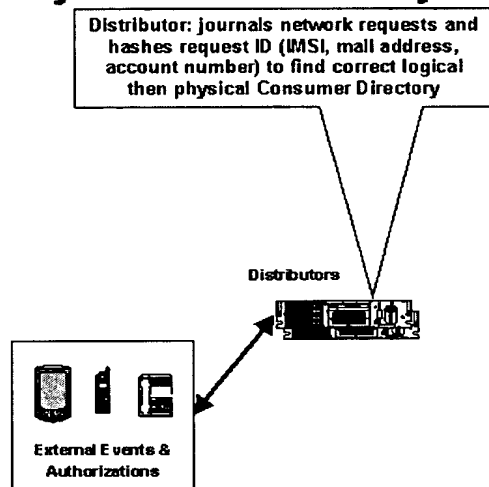 Distributor: journals network requests and
hashes request ID (IMSI, mail address,
account number) to find correct logical
then physical Consumer Directory
Distributors
External Events &
Authorizations